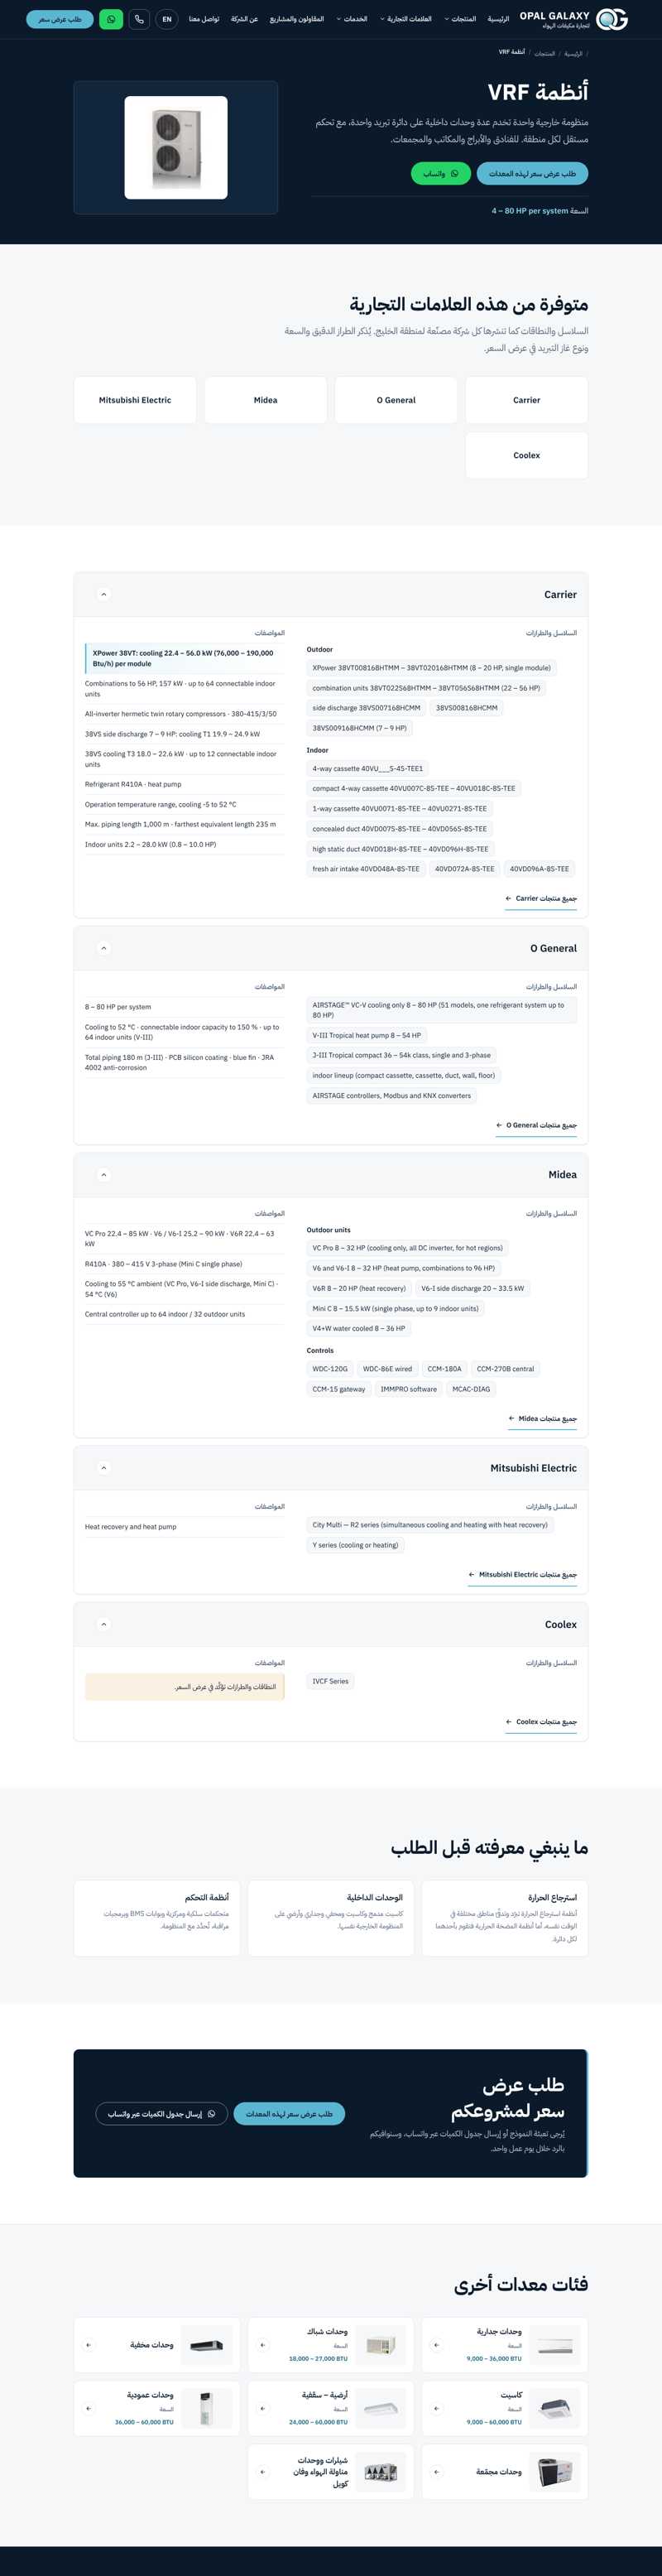 OPAL GALAXY
لتجارة مكيفات الهواء
الرئيسية
المنتجات
العلامات التجارية
الخدمات
المقاولون والمشاريع
عن الشركة
تواصل معنا
EN
طلب عرض سعر
/ الرئيسية / المنتجات / أنظمة VRF
أنظمة VRF
منظومة خارجية واحدة تخدم عدة وحدات داخلية على دائرة تبريد واحدة، مع تحكم
مستقل لكل منطقة. للفنادق والأبراج والمكاتب والمجمعات.
طلب عرض سعر لهذه المعدات
واتساب
السعة 4 – 80 HP per system
متوفرة من هذه العلامات التجارية
السلاسل والنطاقات كما تنشرها كل شركة مصنّعة لمنطقة الخليج. يُذكر الطراز الدقيق والسعة
ونوع غاز التبريد في عرض السعر.
Carrier
O General
Midea
Mitsubishi Electric
Coolex
Carrier
السلاسل والطرازات
Outdoor
XPower 38VT008168HTMM – 38VT020168HTMM (8 – 20 HP, single module)
combination units 38VT022S68HTMM – 38VT056S68HTMM (22 – 56 HP)
side discharge 38VS007168HCMM
38VS008168HCMM
38VS009168HCMM (7 – 9 HP)
Indoor
4-way cassette 40VU___S-4S-TEE1
compact 4-way cassette 40VU007C-8S-TEE – 40VU018C-8S-TEE
1-way cassette 40VU0071-8S-TEE – 40VU0271-8S-TEE
concealed duct 40VD007S-8S-TEE – 40VD056S-8S-TEE
high static duct 40VD018H-8S-TEE – 40VD096H-8S-TEE
fresh air intake 40VD048A-8S-TEE
40VD072A-8S-TEE
40VD096A-8S-TEE
المواصفات
XPower 38VT: cooling 22.4 – 56.0 kW (76,000 – 190,000
Btu/h) per module
Combinations to 56 HP, 157 kW · up to 64 connectable indoor
units
All-inverter hermetic twin rotary compressors · 380-415/3/50
38VS side discharge 7 – 9 HP: cooling T1 19.9 – 24.9 kW
38VS cooling T3 18.0 – 22.6 kW · up to 12 connectable indoor
units
Refrigerant R410A · heat pump
Operation temperature range, cooling -5 to 52 °C
Max. piping length 1,000 m · farthest equivalent length 235 m
Indoor units 2.2 – 28.0 kW (0.8 – 10.0 HP)
جميع منتجات Carrier
O General
السلاسل والطرازات
AIRSTAGE™ VC-V cooling only 8 – 80 HP (51 models, one refrigerant system up to
80 HP)
V-III Tropical heat pump 8 – 54 HP
J-III Tropical compact 36 – 54k class, single and 3-phase
indoor lineup (compact cassette, cassette, duct, wall, floor)
AIRSTAGE controllers, Modbus and KNX converters
المواصفات
8 – 80 HP per system
Cooling to 52 °C · connectable indoor capacity to 150 % · up to
64 indoor units (V-III)
Total piping 180 m (J-III) · PCB silicon coating · blue fin · JRA
4002 anti-corrosion
جميع منتجات O General
Midea
السلاسل والطرازات
Outdoor units
VC Pro 8 – 32 HP (cooling only, all DC inverter, for hot regions)
V6 and V6-I 8 – 32 HP (heat pump, combinations to 96 HP)
V6R 8 – 20 HP (heat recovery)
V6-I side discharge 20 – 33.5 kW
Mini C 8 – 15.5 kW (single phase, up to 9 indoor units)
V4+W water cooled 8 – 36 HP
Controls
WDC-120G
WDC-86E wired
CCM-180A
CCM-270B central
CCM-15 gateway
IMMPRO software
MCAC-DIAG
المواصفات
VC Pro 22.4 – 85 kW · V6 / V6-I 25.2 – 90 kW · V6R 22.4 – 63
kW
R410A · 380 – 415 V 3-phase (Mini C single phase)
Cooling to 55 °C ambient (VC Pro, V6-I side discharge, Mini C) ·
54 °C (V6)
Central controller up to 64 indoor / 32 outdoor units
جميع منتجات Midea
Mitsubishi Electric
السلاسل والطرازات
City Multi — R2 series (simultaneous cooling and heating with heat recovery)
Y series (cooling or heating)
المواصفات
Heat recovery and heat pump
جميع منتجات Mitsubishi Electric
Coolex
السلاسل والطرازات
IVCF Series
المواصفات
النطاقات والطرازات تؤكَّد في عرض السعر.
جميع منتجات Coolex
ما ينبغي معرفته قبل الطلب
استرجاع الحرارة
أنظمة استرجاع الحرارة تبرّد وتدفّئ مناطق مختلفة في
الوقت نفسه، أما أنظمة المضخة الحرارية فتقوم بأحدهما
لكل دائرة.
الوحدات الداخلية
كاسيت مدمج وكاسيت ومخفي وجداري وأرضي على
المنظومة الخارجية نفسها.
أنظمة التحكم
متحكمات سلكية ومركزية وبوابات BMS وبرمجيات
مراقبة، تُحدَّد مع المنظومة.
طلب عرض
سعر لمشروعكم
يُرجى تعبئة النموذج أو إرسال جدول الكميات عبر واتساب، وسنوافيكم
بالرد خلال يوم عمل واحد.
طلب عرض سعر لهذه المعدات
إرسال جدول الكميات عبر واتساب
فئات معدات أخرى
وحدات جدارية
السعة
9,000 – 36,000 BTU
وحدات شباك
السعة
18,000 – 27,000 BTU
وحدات مخفية
كاسيت
السعة
9,000 – 60,000 BTU
أرضية – سقفية
السعة
24,000 – 60,000 BTU
وحدات عمودية
السعة
36,000 – 60,000 BTU
وحدات مجمّعة
شيلرات ووحدات
مناولة الهواء وفان
كويل